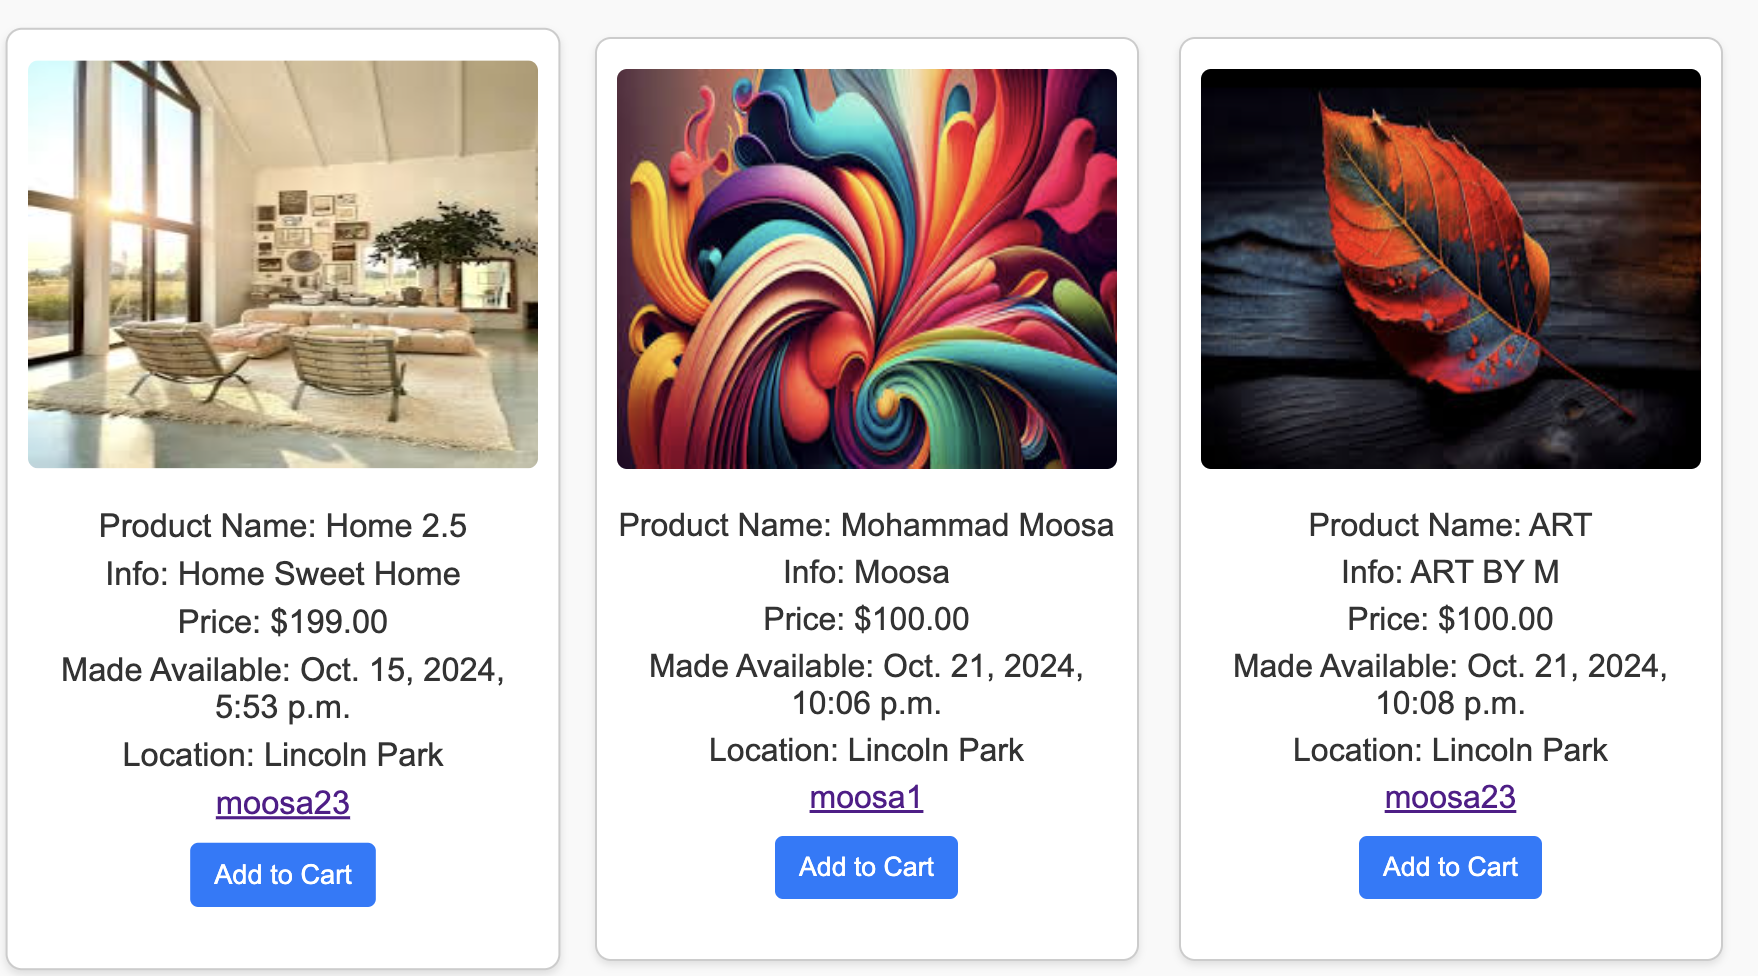 Product Name: Home 2.5
Info: Home Sweet Home
Price: $199.00
Made Available: Oct. 15, 2024,
5:53 p.m.
Location: Lincoln Park
moosa23
Add to Cart
Product Name: Mohammad Moosa
Info: Moosa
Price: $100.00
Made Available: Oct. 21, 2024,
10:06 p.m.
Location: Lincoln Park
moosa1
Add to Cart
Product Name: ART
Info: ART BY M
Price: $100.00
Made Available: Oct. 21, 2024,
10:08 p.m.
Location: Lincoln Park
moosa23
Add to Cart